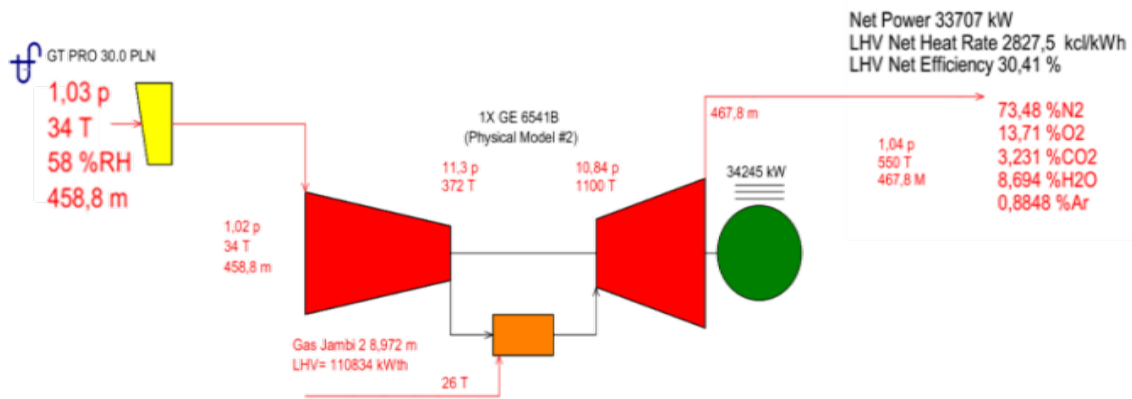 GT PRO 30.0 PLN
1,03 p
34 T
58 %RH
458,8 m
1,02 p
34 T
458,8 m
1X GE 6541B
(Physical Model #2)
11,3 p
372 T
10,84 p
1100 T
Gas Jambi 2 8,972 m
LHV= 110834 kWth
26 T
34245 kW
467,8 m
Net Power 33707 kW
LHV Net Heat Rate 2827,5 kcl/kWh
LHV Net Efficiency 30,41 %
1,04 p
550 T
467,8 M
73,48 %N2
13,71 %O2
3,231 %CO2
8,694 %H2O
0,8848 %Ar